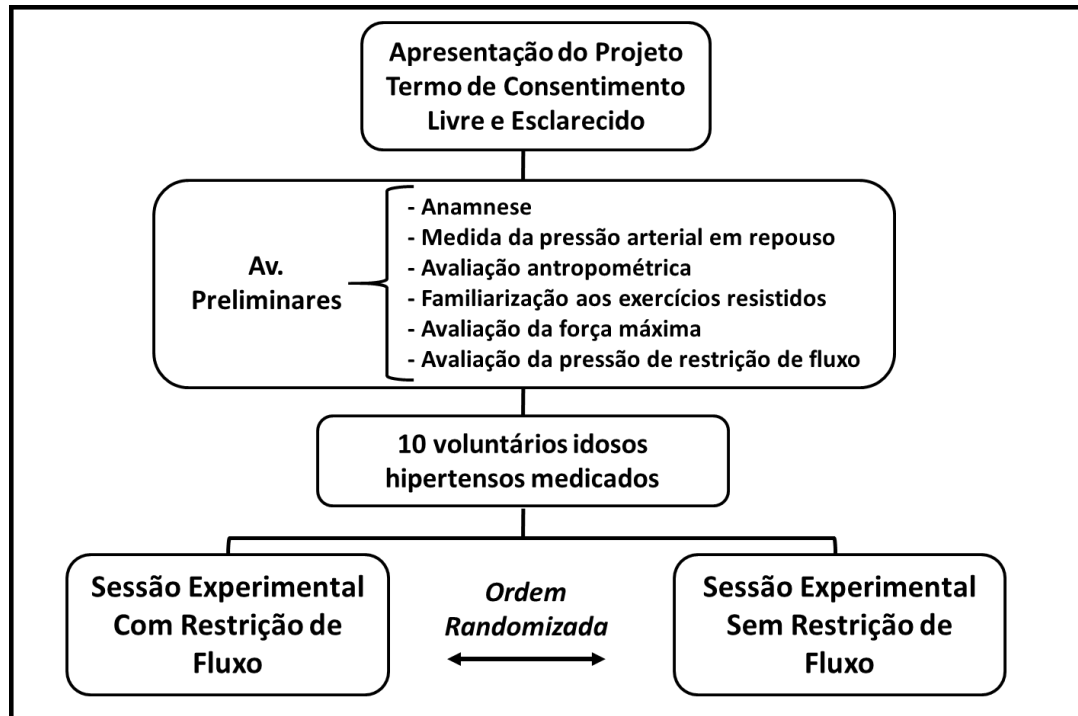 Apresentação do Projeto
Termo de Consentimento
Livre e Esclarecido
Av.
Preliminares
- Anamnese
- Medida da pressão arterial em repouso
- Avaliação antropométrica
- Familiarização aos exercícios resistidos
- Avaliação da força máxima
- Avaliação da pressão de restrição de fluxo
10 voluntários idosos
hipertensos medicados
Sessão Experimental
Com Restrição de
Fluxo
Ordem
Randomizada
Sessão Experimental
Sem Restrição de
Fluxo